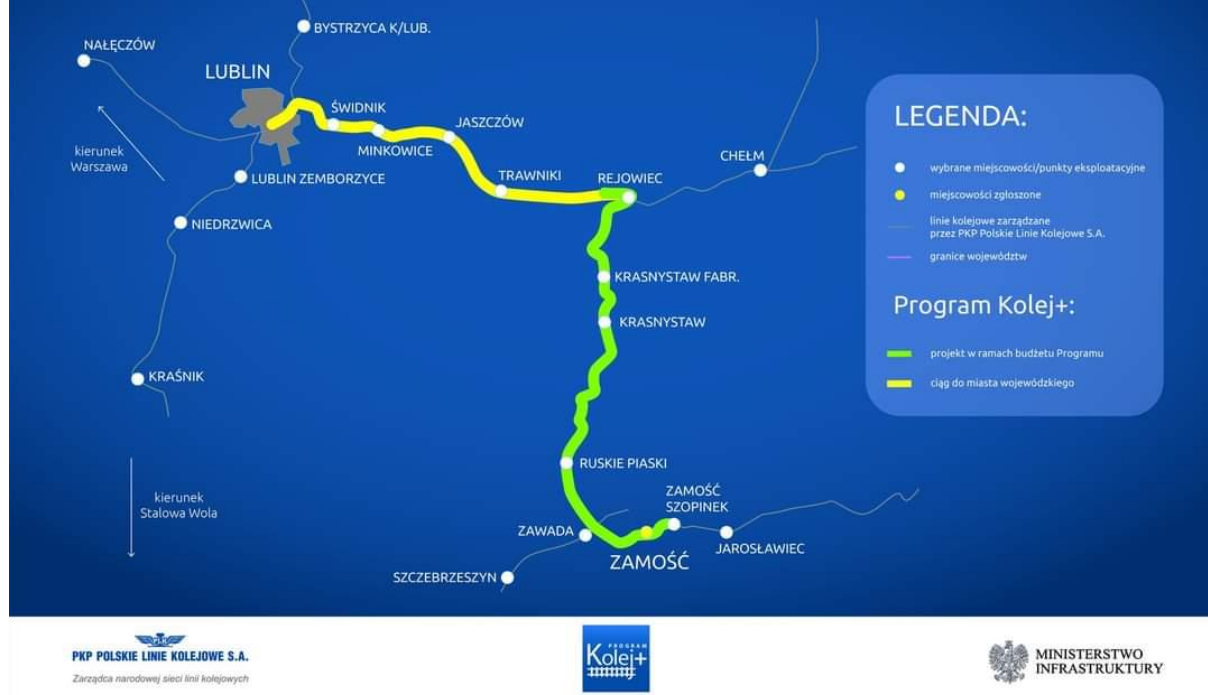 BYSTRZYCA K/LUB.
NAŁĘCZÓW
LUBLIN
ŚWIDNIK
JASZCZÓW
MINKOWICE
kierunek
Warszawa
LUBLIN ZEMBORZYCE
TRAWNIKI
REJOWIEC
CHEŁM
NIEDRZWICA
KRASNYSTAW FABR.
KRASNYSTAW
KRAŚNIK
RUSKIE PIASKI
kierunek
Stalowa Wola
ZAMOŚĆ
SZOPINEK
ZAWADA
JAROSŁAWIEC
ZAMOŚĆ
SZCZEBRZESZYN
LEGENDA:
wybrane miejscowości/punkty eksploatacyjne
miejscowości zgłoszone
linie kolejowe zarządzane
przez PKP Polskie Linie Kolejowe S.A.
granice województw
Program Kolej+:
projekt w ramach budżetu Programu
ciąg do miasta wojewódzkiego
PLK
PKP POLSKIE LINIE KOLEJOWE S.A.
Zarządca narodowej sieci linii kolejowych
PROGRAM
Kolej+
MINISTERSTWO
INFRASTRUKTURY